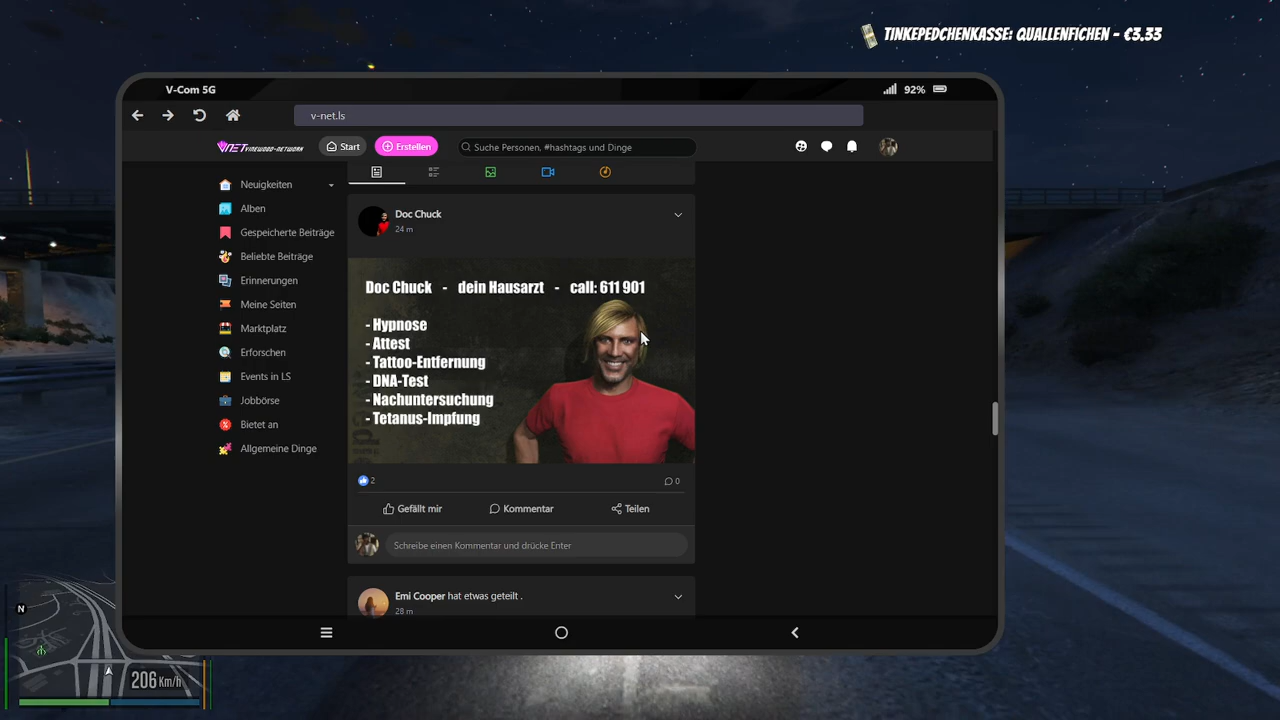 TINKEPEDCHENKASSE: QUALLENFICHEN - €3.33
V-Com 5G
92%
v-net.ls
VNET VINEWOOD-NETWORK
Start
Erstellen
Suche Personen, #hashtags und Dinge
Neuigkeiten
Alben
Gespeicherte Beiträge
Beliebte Beiträge
Erinnerungen
Meine Seiten
Marktplatz
Erforschen
Events in LS
Jobbörse
Bietet an
Allgemeine Dinge
Doc Chuck
24 m
Doc Chuck - dein Hausarzt - call: 611 901
- Hypnose
- Attest
- Tattoo-Entfernung
- DNA-Test
- Nachuntersuchung
- Tetanus-Impfung
2
0
Gefällt mir
Kommentar
Teilen
Schreibe einen Kommentar und drücke Enter
Emi Cooper hat etwas geteilt .
28 m
N
206 Km/h